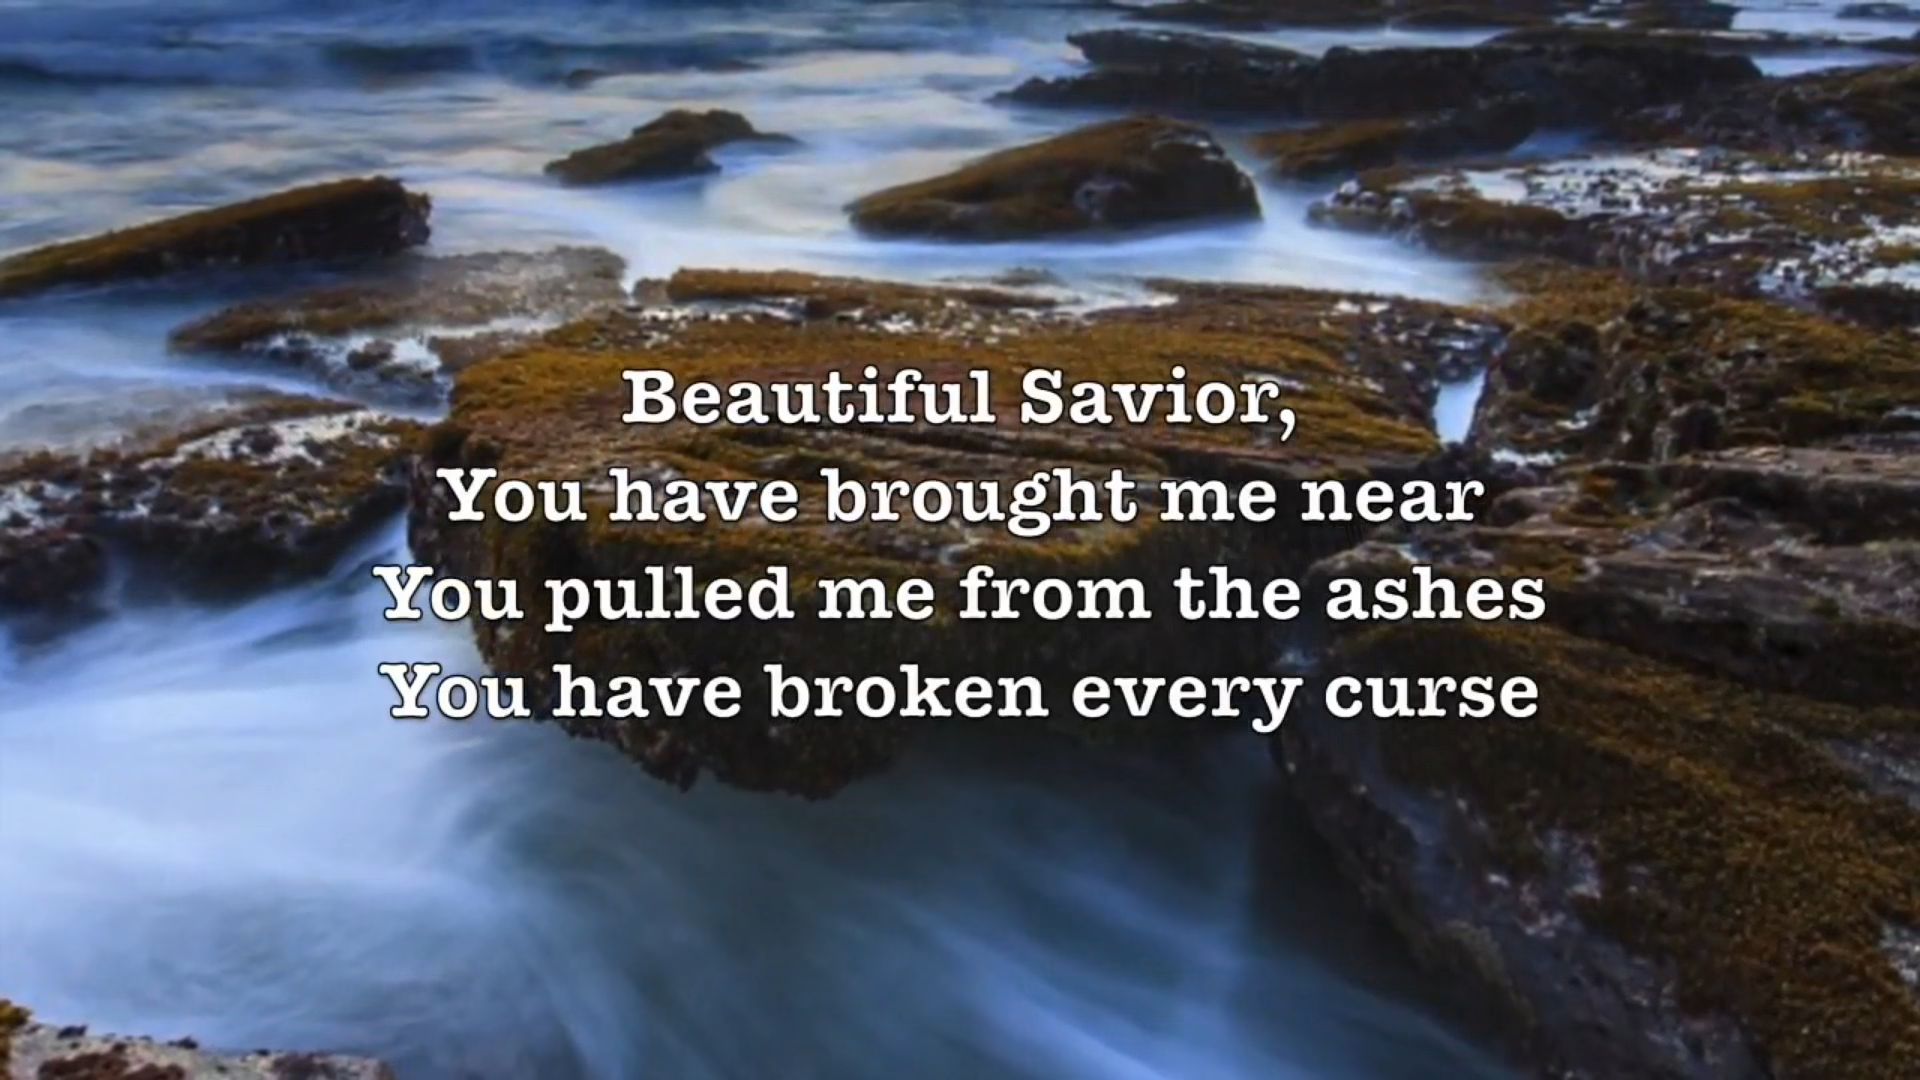 Beautiful Savior,
You have brought me near
You pulled me from the ashes
You have broken every curse